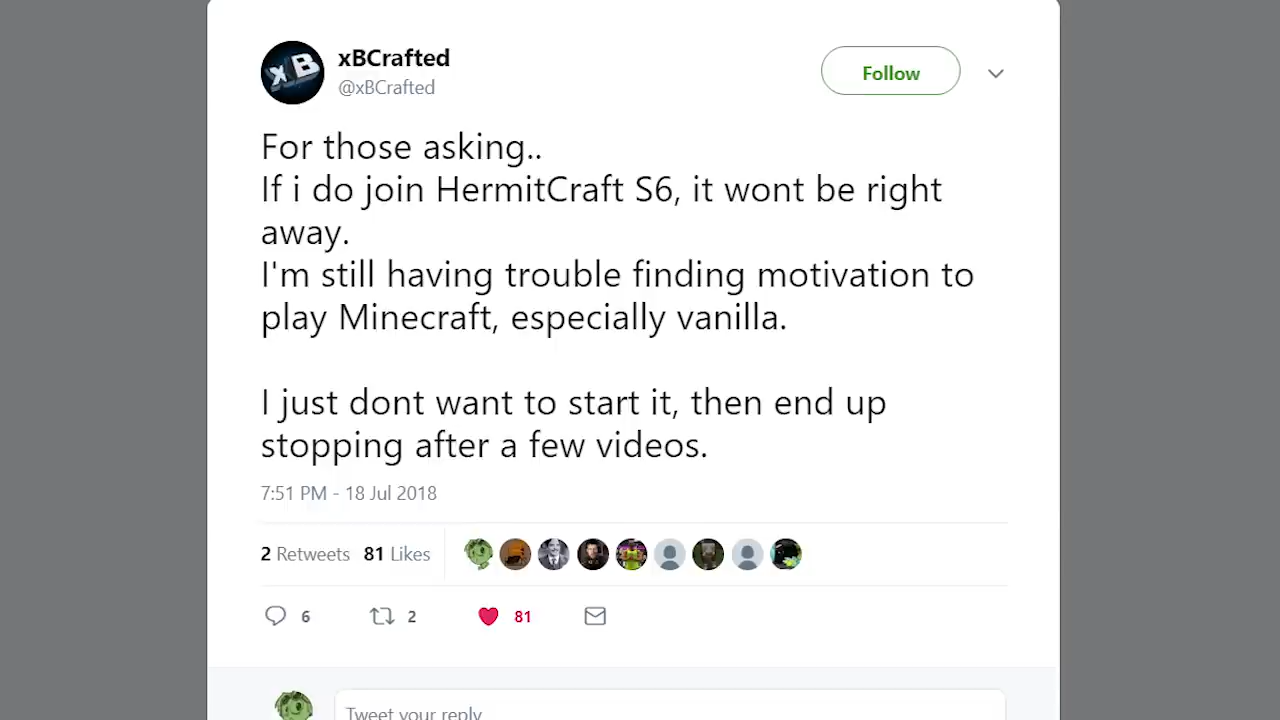 xB
xBCrafted
@xBCrafted
Follow
For those asking..
If i do join HermitCraft S6, it wont be right
away.
I'm still having trouble finding motivation to
play Minecraft, especially vanilla.
I just dont want to start it, then end up
stopping after a few videos.
7:51 PM - 18 Jul 2018
2 Retweets 81 Likes
6 2 81
Tweet your reply